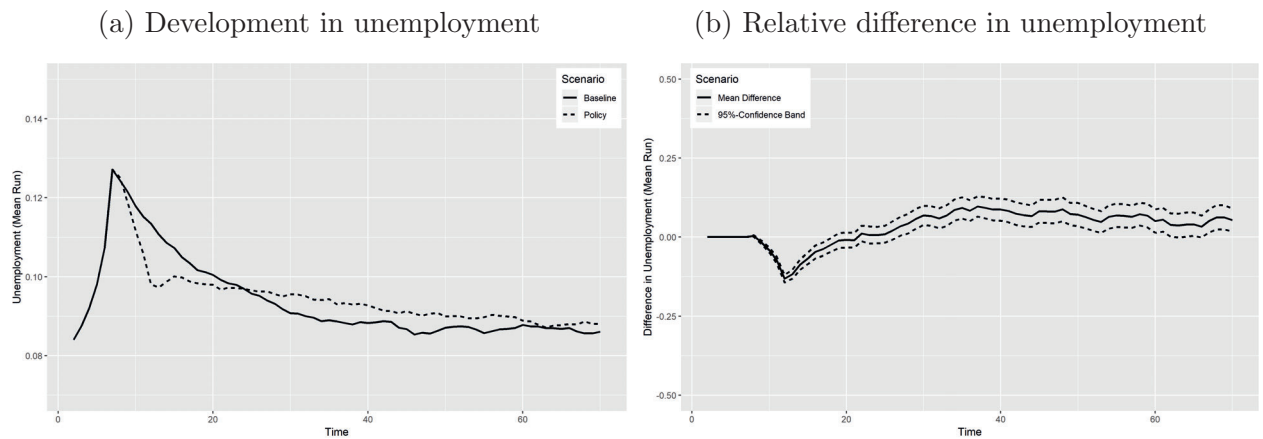 (a) Development in unemployment
(b) Relative difference in unemployment
Scenario
Baseline
Policy
0.14
0.12
0.10
0.08
Unemployment (Mean Run)
0
20
40
60
Time
Scenario
Mean Difference
95%-Confidence Band
0.50
0.25
0.00
-0.25
-0.50
Difference in Unemployment (Mean Run)
0
20
40
60
Time